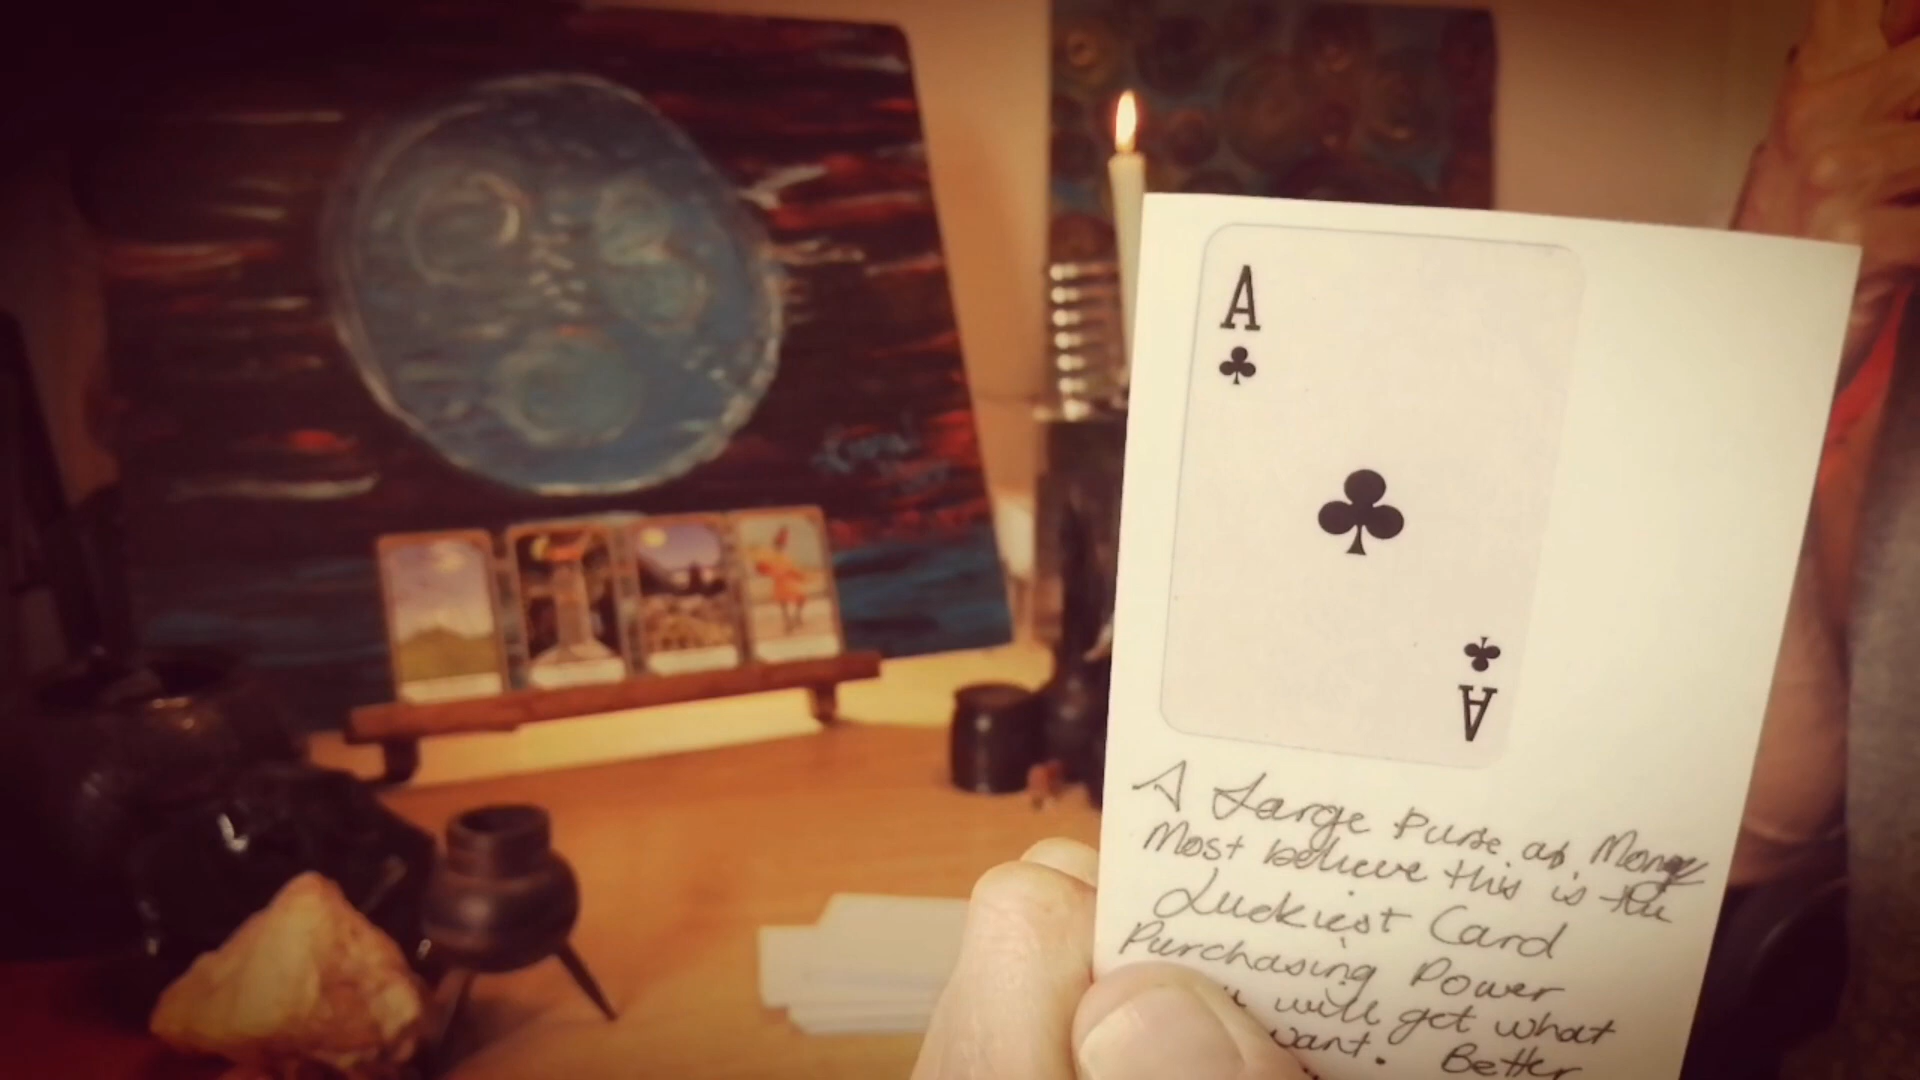 A
A
A Large Purse of Money
Most believe this is the
Luckiest Card
Purchasing Power
will get what
want. Better